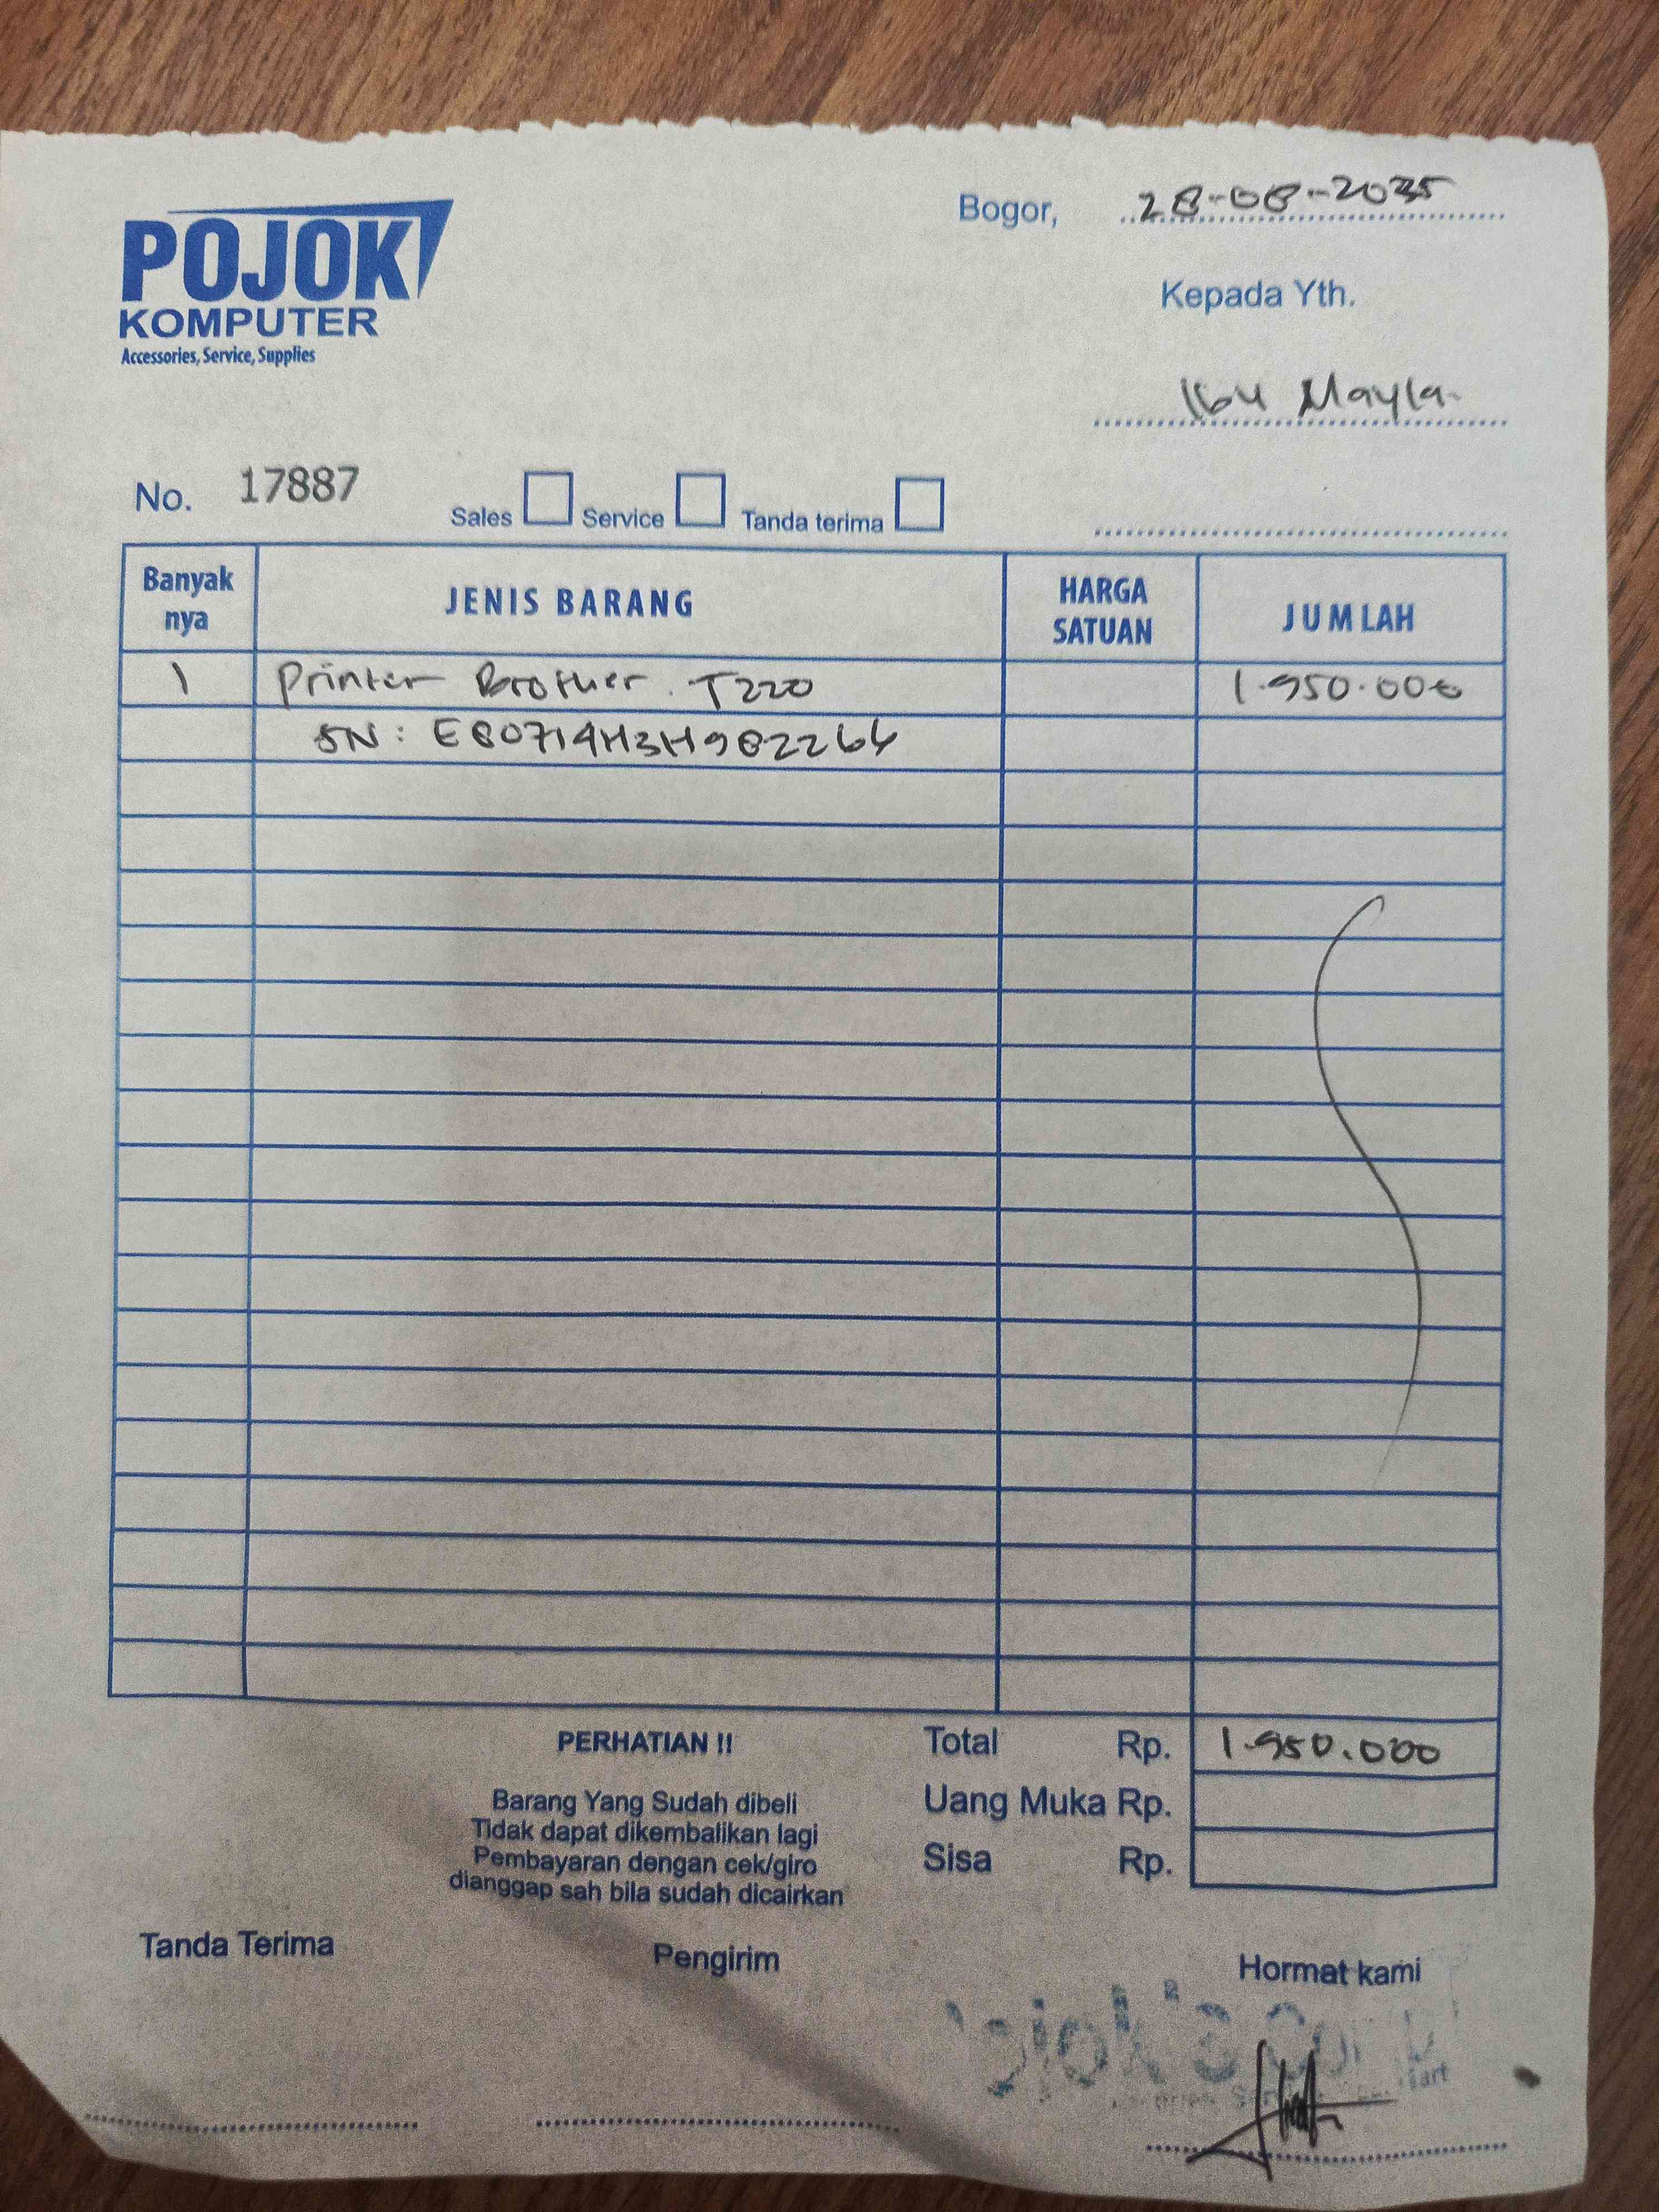 POJOK
KOMPUTER
Accessories, Service, Supplies
Bogor, 28-08-2025
Kepada Yth.
Ibu Mayla
No. 17887
Sales Service Tanda terima
Banyak nya JENIS BARANG HARGA SATUAN JUMLAH
1 Printer Brother T220 1.950.000
SN: E80714H3H982266
Total Rp. 1.950.000
Uang Muka Rp.
Sisa Rp.
PERHATIAN !!
Barang Yang Sudah dibeli
Tidak dapat dikembalikan lagi
Pembayaran dengan cek/giro
dianggap sah bila sudah dicairkan
Tanda Terima Pengirim Hormat kami